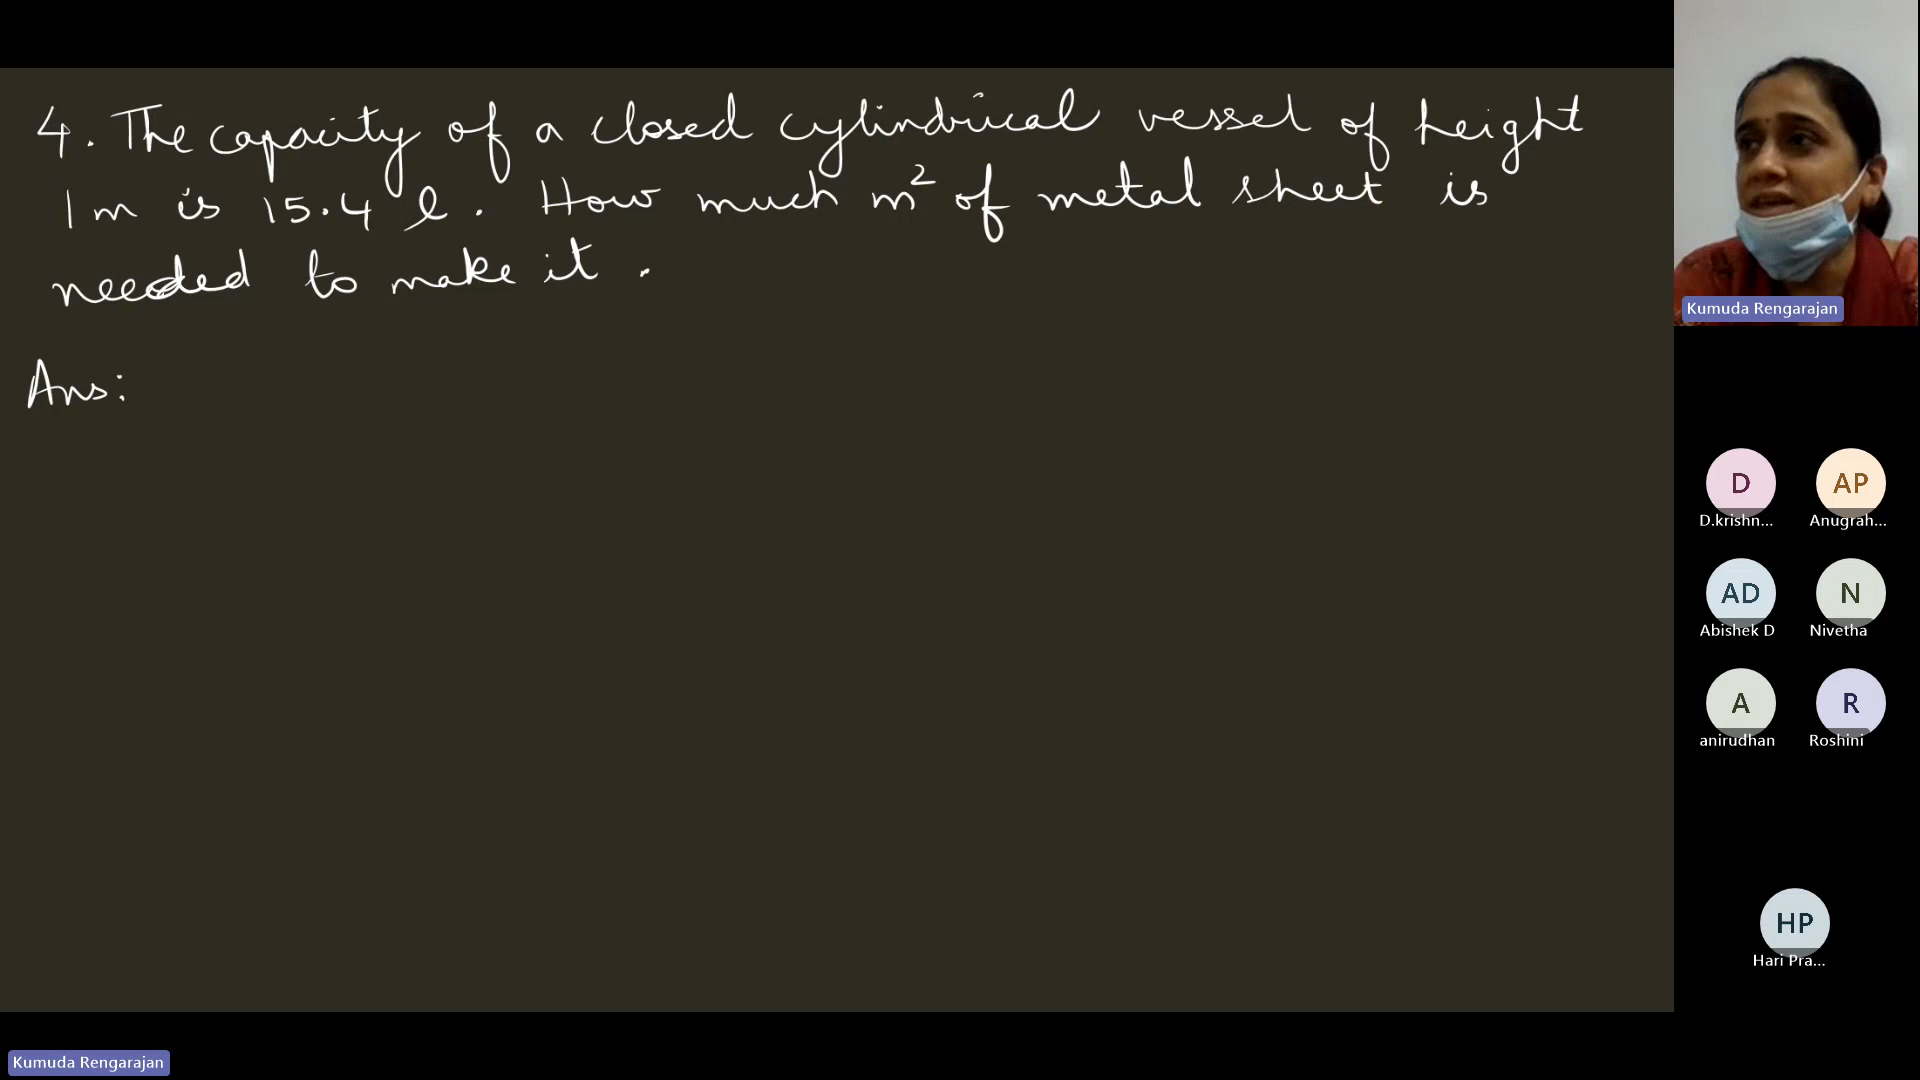 4. The capacity of a closed cylindrical vessel of height
1m is 15.4 l. How much m² of metal sheet is
needed to make it.
Ans:
Kumuda Rengarajan
D
D.krishn...
AP
Anugrah...
AD
Abishek D
N
Nivetha
A
anirudhan
R
Roshini
HP
Hari Pra...
Kumuda Rengarajan